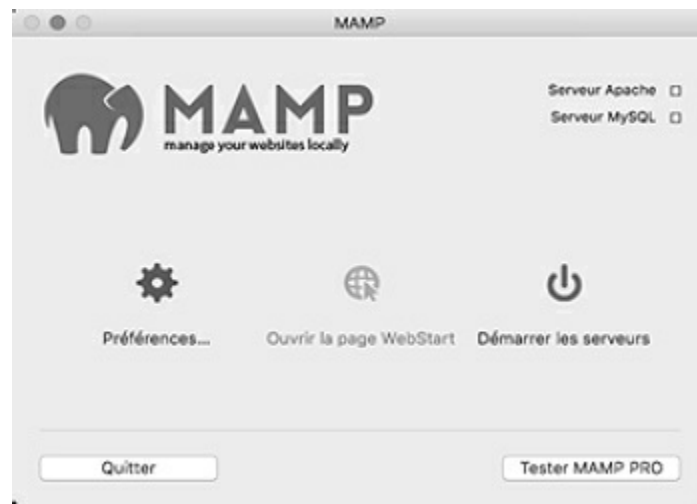 MAMP
MAMP
manage your websites locally
Serveur Apache
Serveur MySQL
Préférences...
Ouvrir la page WebStart
Démarrer les serveurs
Quitter
Tester MAMP PRO